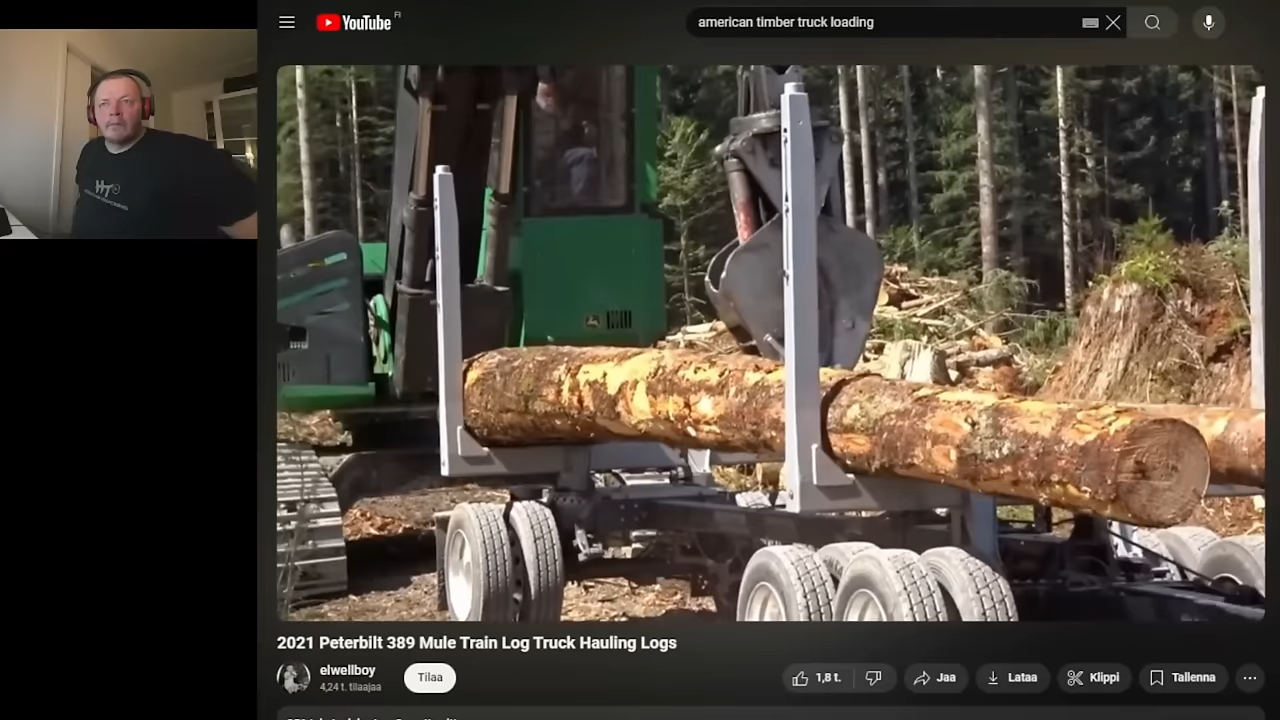 YouTube FI
american timber truck loading
HT
2021 Peterbilt 389 Mule Train Log Truck Hauling Logs
elwellboy
4,24 t. tilaajaa
Tilaa
1,8 t.
Jaa
Lataa
Klippi
Tallenna